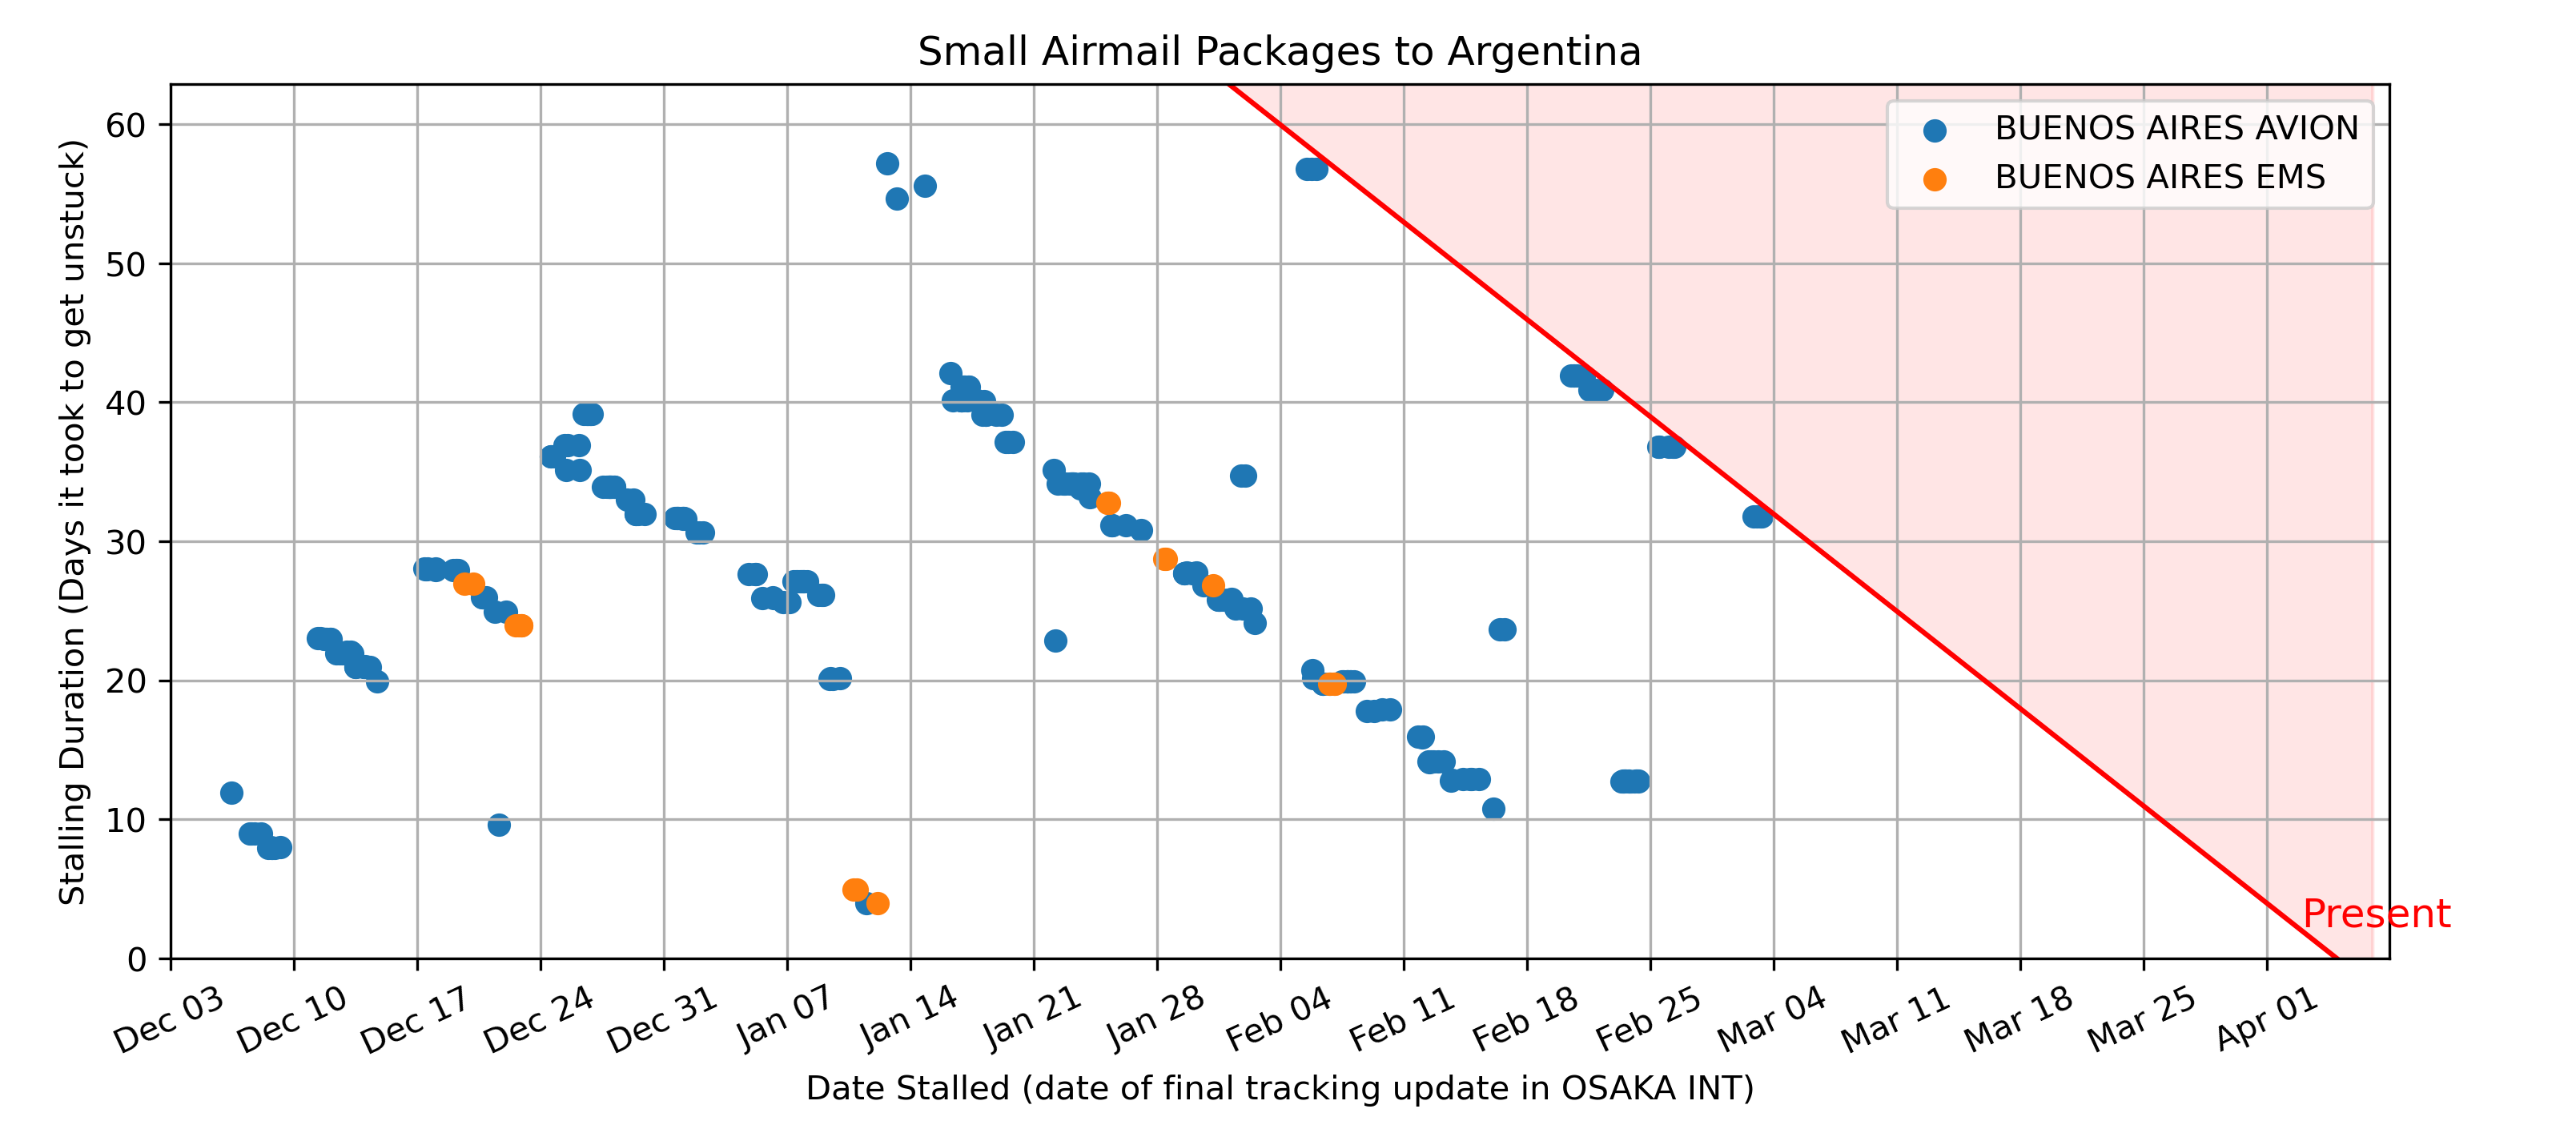 Small Airmail Packages to Argentina
BUENOS AIRES AVION
BUENOS AIRES EMS
Stalling Duration (Days it took to get unstuck)
60
50
40
30
20
10
0
Present
Dec 03
Dec 10
Dec 17
Dec 24
Dec 31
Jan 07
Jan 14
Jan 21
Jan 28
Feb 04
Feb 11
Feb 18
Feb 25
Mar 04
Mar 11
Mar 18
Mar 25
Apr 01
Date Stalled (date of final tracking update in OSAKA INT)